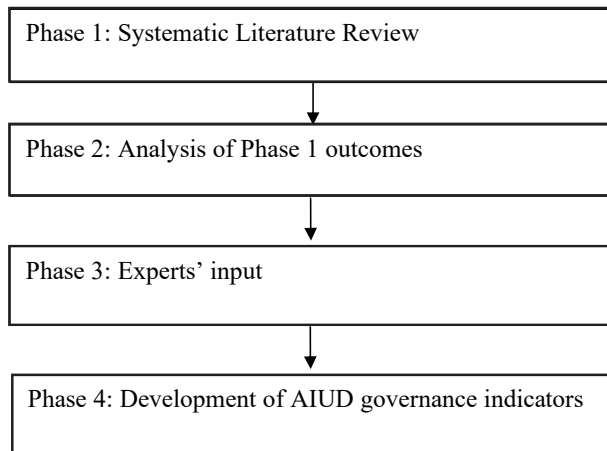 Phase 1: Systematic Literature Review
Phase 2: Analysis of Phase 1 outcomes
Phase 3: Experts’ input
Phase 4: Development of AIUD governance indicators